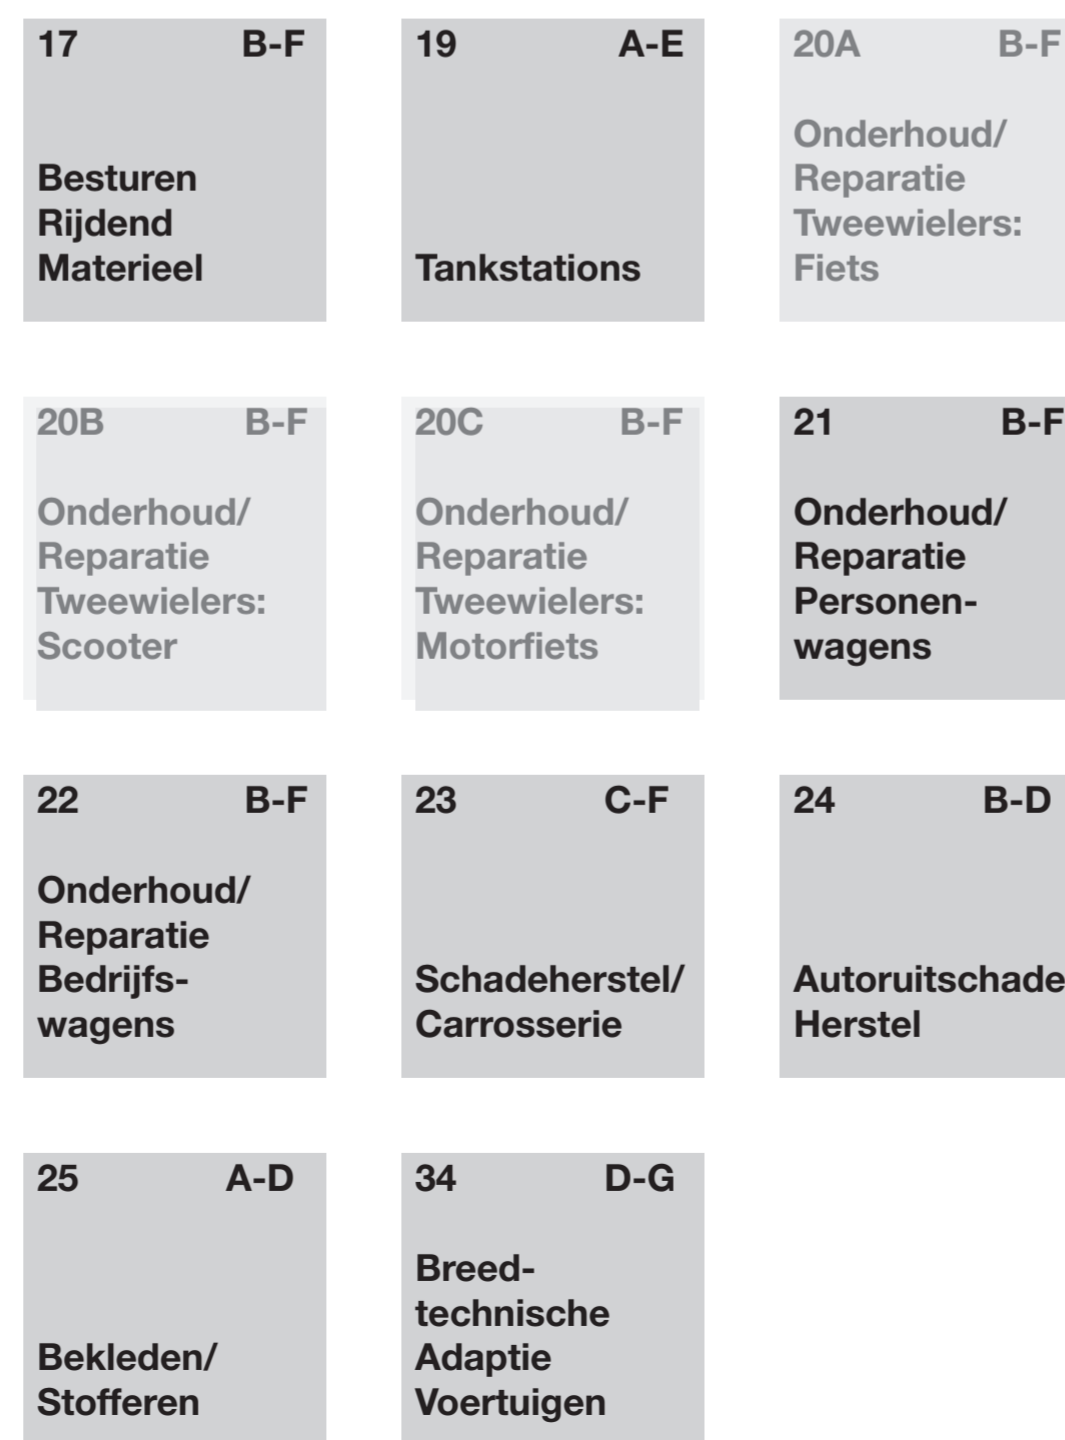 17 B-F
Besturen
Rijdend
Materieel
19 A-E
Tankstations
20A B-F
Onderhoud/
Reparatie
Tweewielers:
Fiets
20B B-F
Onderhoud/
Reparatie
Tweewielers:
Scooter
20C B-F
Onderhoud/
Reparatie
Tweewielers:
Motorfiets
21 B-F
Onderhoud/
Reparatie
Personen-
wagens
22 B-F
Onderhoud/
Reparatie
Bedrijfs-
wagens
23 C-F
Schadeherstel/
Carrosserie
24 B-D
Autoruitschade
Herstel
25 A-D
Bekleden/
Stofferen
34 D-G
Breed-
technische
Adaptie
Voertuigen